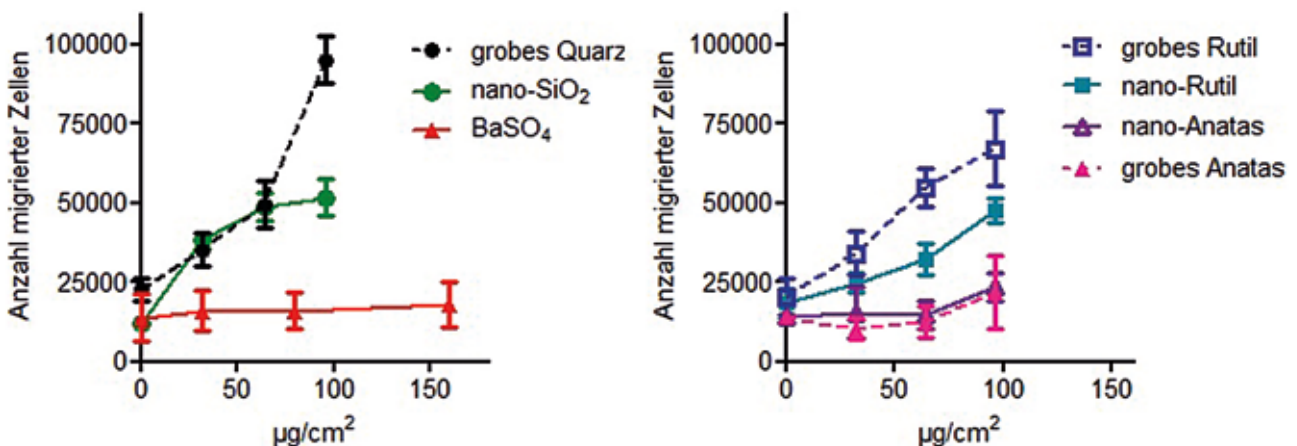 Anzahl migrierter Zellen
100000
75000
50000
25000
0
0
50
100
150
µg/cm²
grobes Quarz
nano-SiO₂
BaSO₄
Anzahl migrierter Zellen
100000
75000
50000
25000
0
0
50
100
150
µg/cm²
grobes Rutil
nano-Rutil
nano-Anatas
grobes Anatas